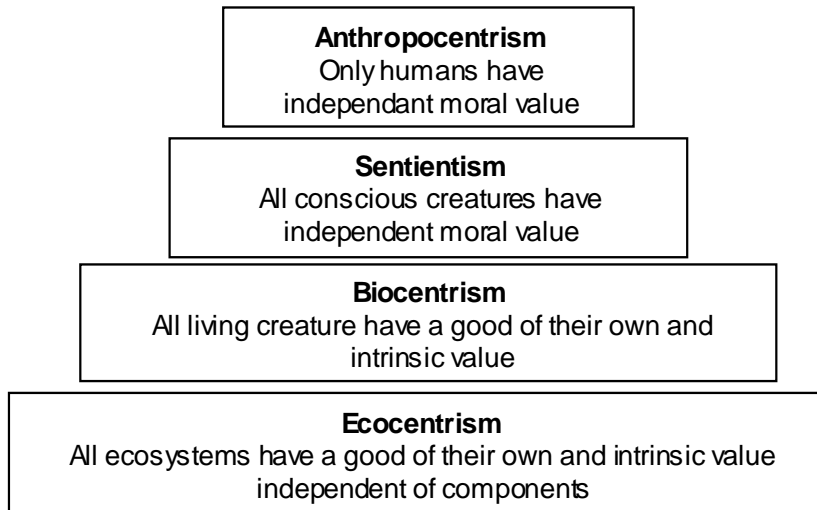 Anthropocentrism
Only humans have
independant moral value
Sentientism
All conscious creatures have
independent moral value
Biocentrism
All living creature have a good of their own and
intrinsic value
Ecocentrism
All ecosystems have a good of their own and intrinsic value
independent of components